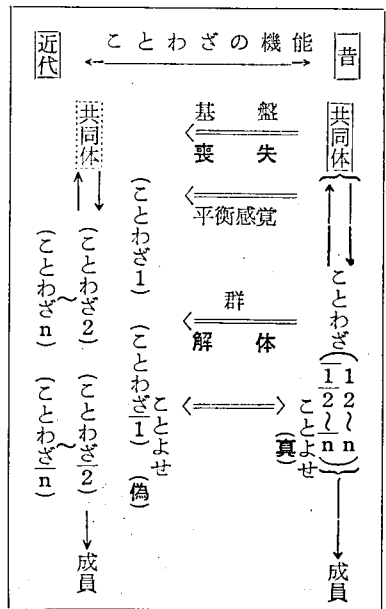 ことわざの機能
昔
共同体
ことわざ(1 2〜n
1̅ 2̅〜n̅)
ことよせ
(真)
成員
基盤
喪失
平衡感覚
群
解体
(ことわざ1)
(ことわざ1̅)
ことよせ
(偽)
近代
共同体
(ことわざ2)
〜
(ことわざn)
(ことわざ2̅)
〜
(ことわざn̅)
成員